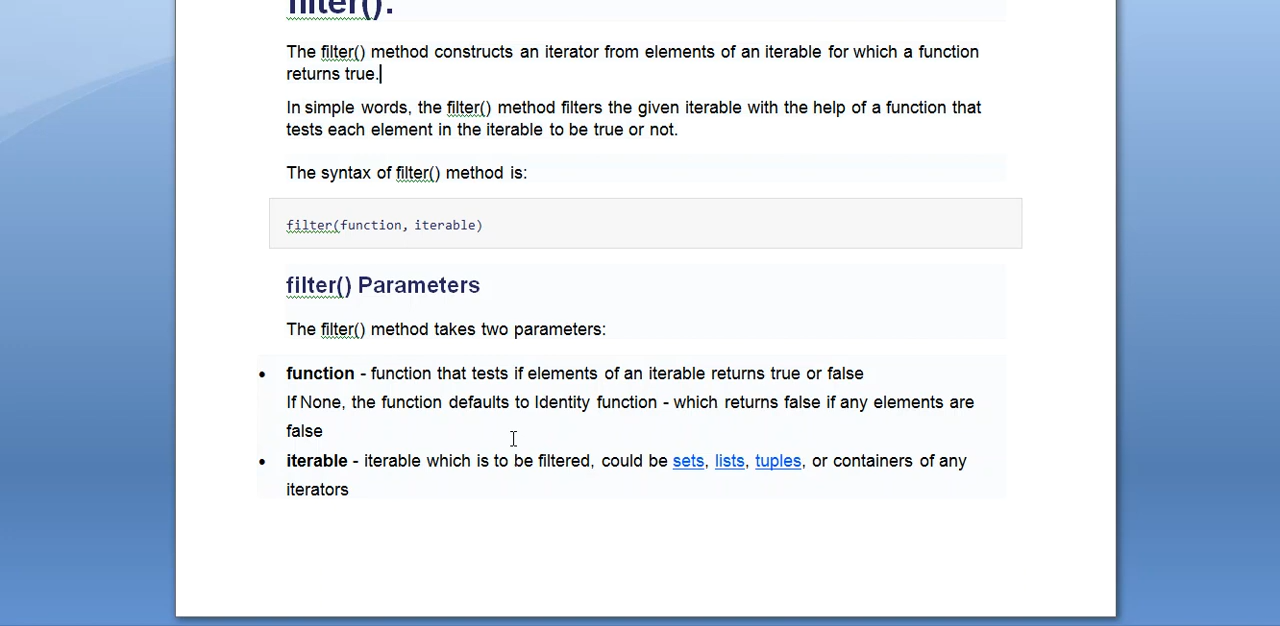 filter():
The filter() method constructs an iterator from elements of an iterable for which a function
returns true.
In simple words, the filter() method filters the given iterable with the help of a function that
tests each element in the iterable to be true or not.
The syntax of filter() method is:
filter(function, iterable)
filter() Parameters
The filter() method takes two parameters:
• function - function that tests if elements of an iterable returns true or false
If None, the function defaults to Identity function - which returns false if any elements are
false
• iterable - iterable which is to be filtered, could be sets, lists, tuples, or containers of any
iterators